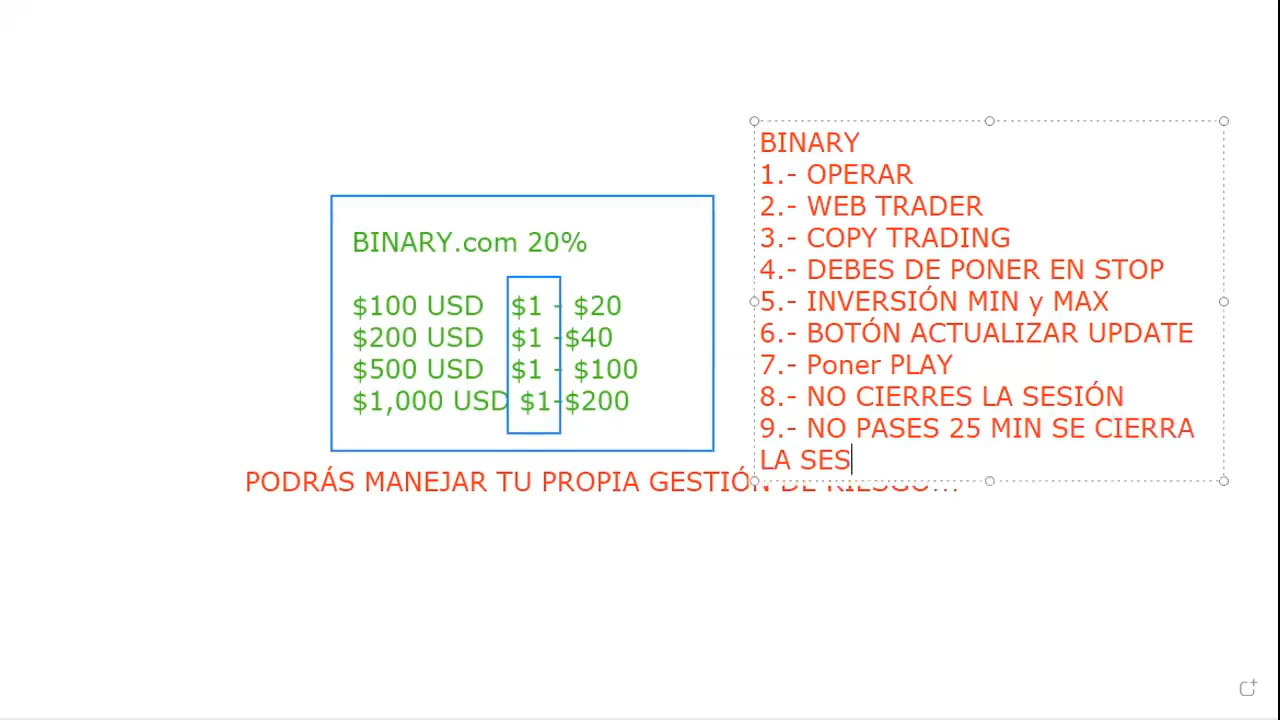 BINARY.com 20%
$100 USD $1 - $20
$200 USD $1 -$40
$500 USD $1 - $100
$1,000 USD $1-$200
PODRÁS MANEJAR TU PROPIA GESTIÓN DE RIESGO...
BINARY
1.- OPERAR
2.- WEB TRADER
3.- COPY TRADING
4.- DEBES DE PONER EN STOP
5.- INVERSIÓN MIN y MAX
6.- BOTÓN ACTUALIZAR UPDATE
7.- Poner PLAY
8.- NO CIERRES LA SESIÓN
9.- NO PASES 25 MIN SE CIERRA
LA SES